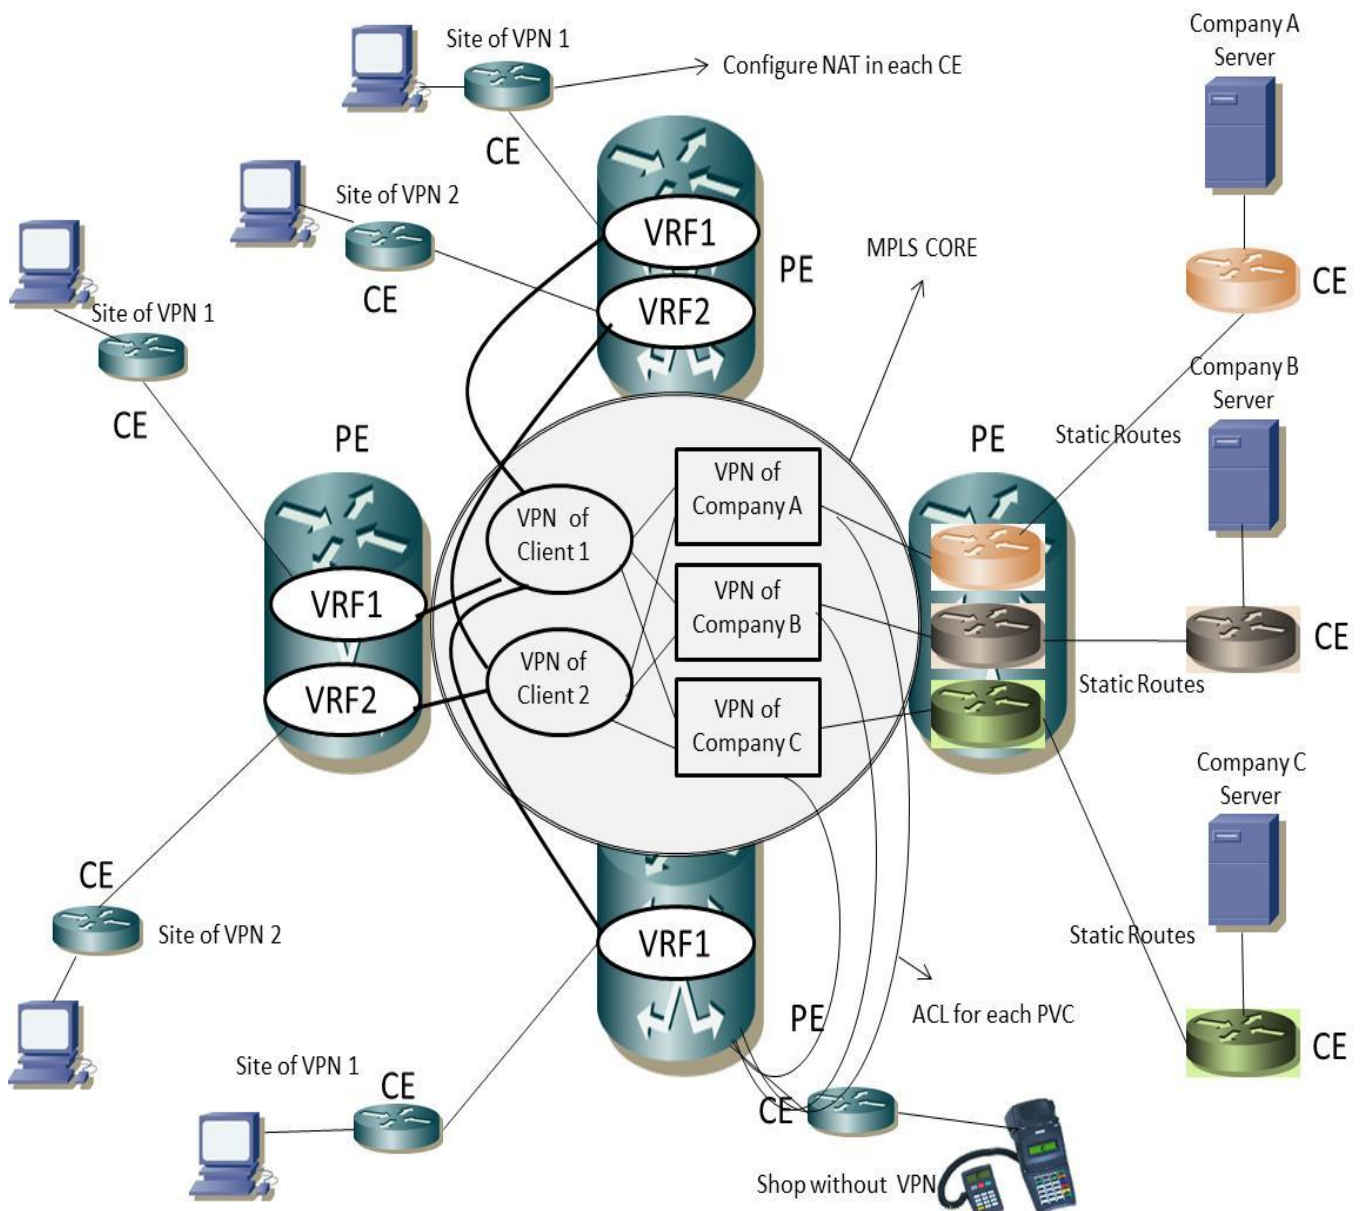 Company A
Server
Site of VPN 1
Configure NAT in each CE
CE
Site of VPN 2
VRF1
MPLS CORE
PE
CE
CE
VRF2
Site of VPN 1
Company B
Server
CE
PE
PE
Static Routes
VPN of
Company A
VPN of
Client 1
VRF1
VPN of
Company B
CE
VPN of
Client 2
VRF2
Static Routes
VPN of
Company C
Company C
Server
CE
Site of VPN 2
VRF1
Static Routes
PE
ACL for each PVC
CE
Site of VPN 1
CE
CE
Shop without VPN